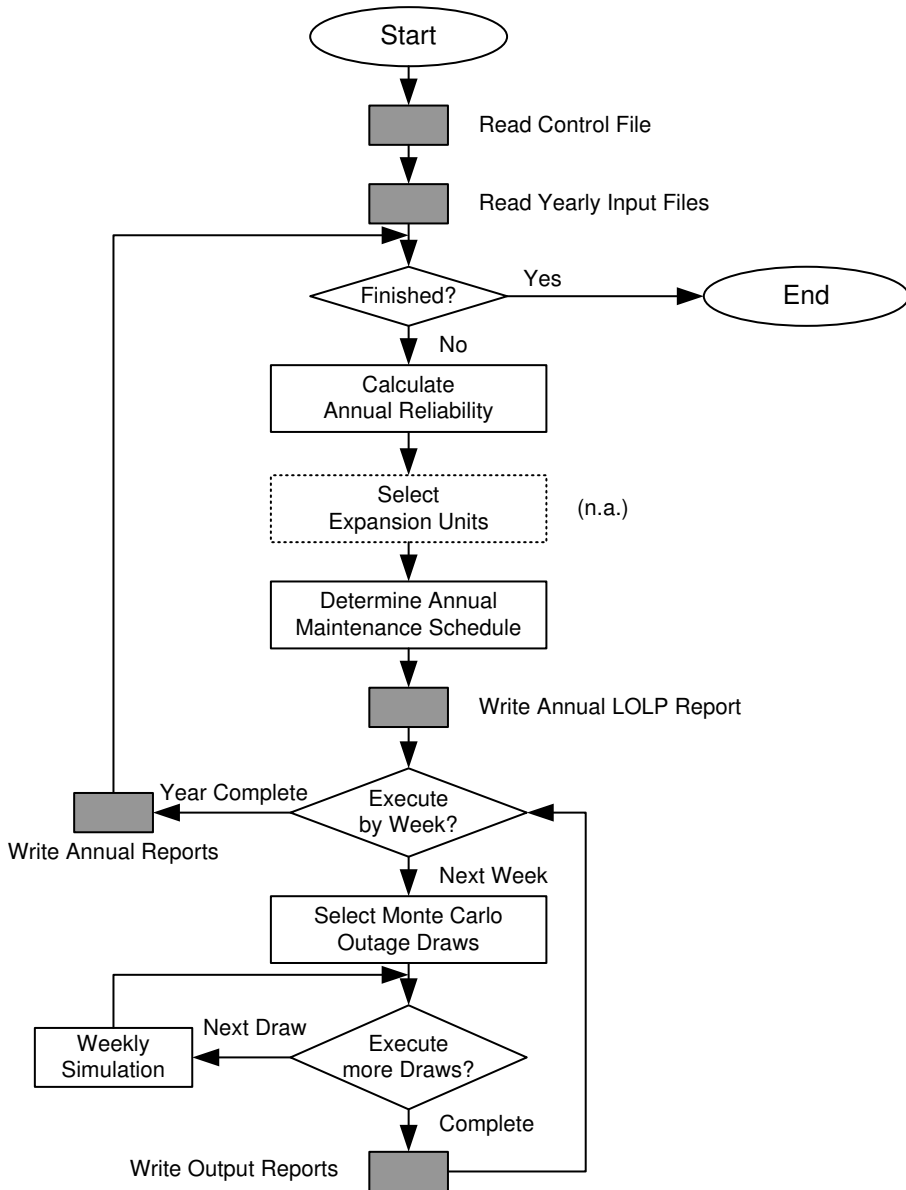 Start
Read Control File
Read Yearly Input Files
Finished?
Yes
End
No
Calculate
Annual Reliability
Select
Expansion Units
(n.a.)
Determine Annual
Maintenance Schedule
Write Annual LOLP Report
Execute
by Week?
Year Complete
Write Annual Reports
Next Week
Select Monte Carlo
Outage Draws
Execute
more Draws?
Next Draw
Weekly
Simulation
Complete
Write Output Reports